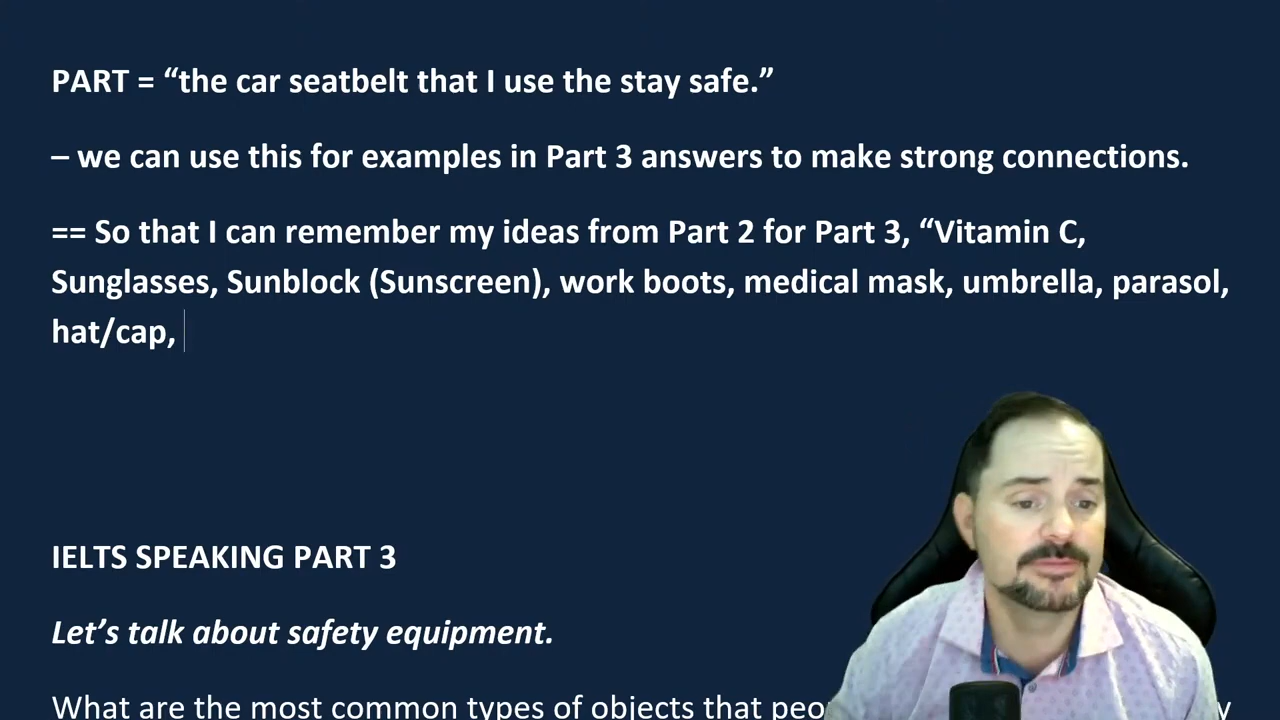 PART = “the car seatbelt that I use the stay safe.”
– we can use this for examples in Part 3 answers to make strong connections.
== So that I can remember my ideas from Part 2 for Part 3, “Vitamin C,
Sunglasses, Sunblock (Sunscreen), work boots, medical mask, umbrella, parasol,
hat/cap,
IELTS SPEAKING PART 3
Let’s talk about safety equipment.
What are the most common types of objects that